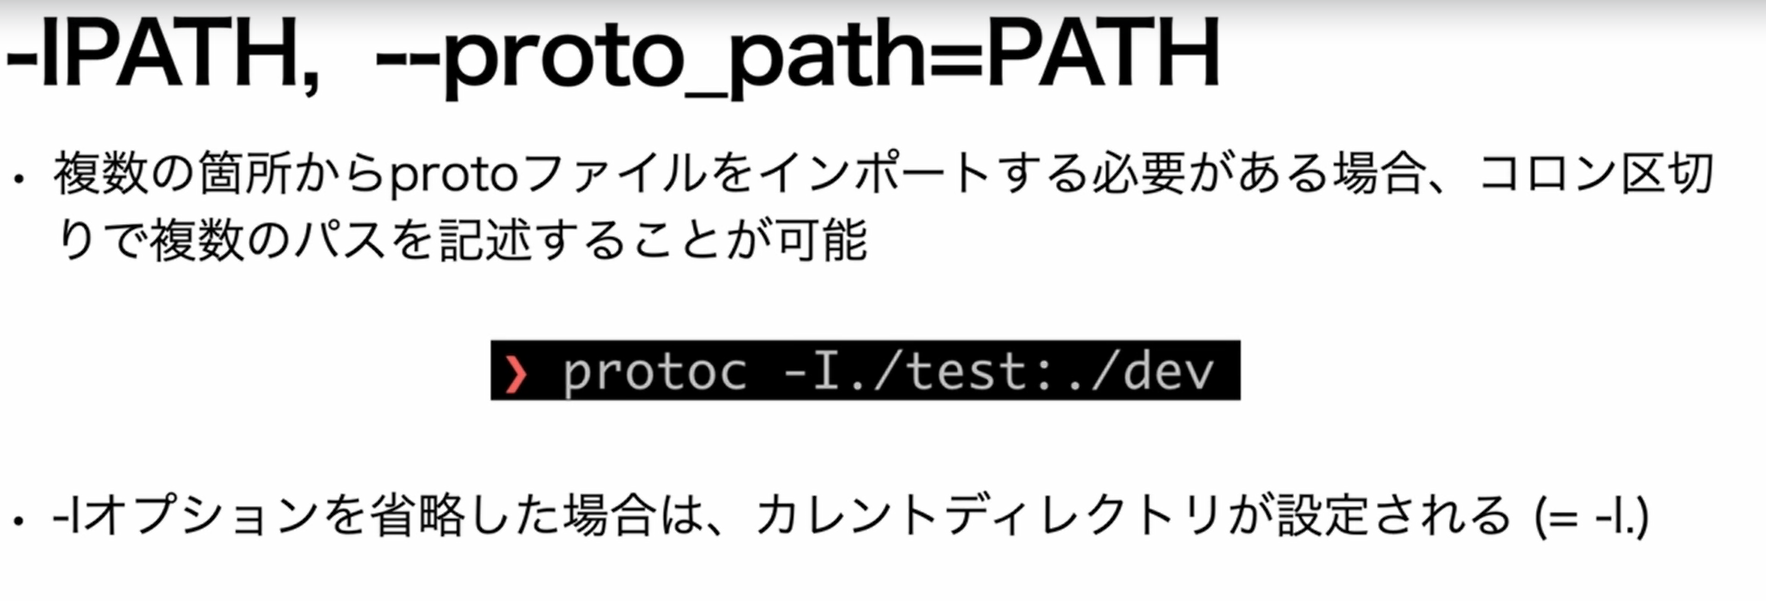 -IPATH, --proto_path=PATH
・複数の箇所からprotoファイルをインポートする必要がある場合、コロン区切
りで複数のパスを記述することが可能
❯ protoc -I./test:./dev
・-Iオプションを省略した場合は、カレントディレクトリが設定される (= -I.)